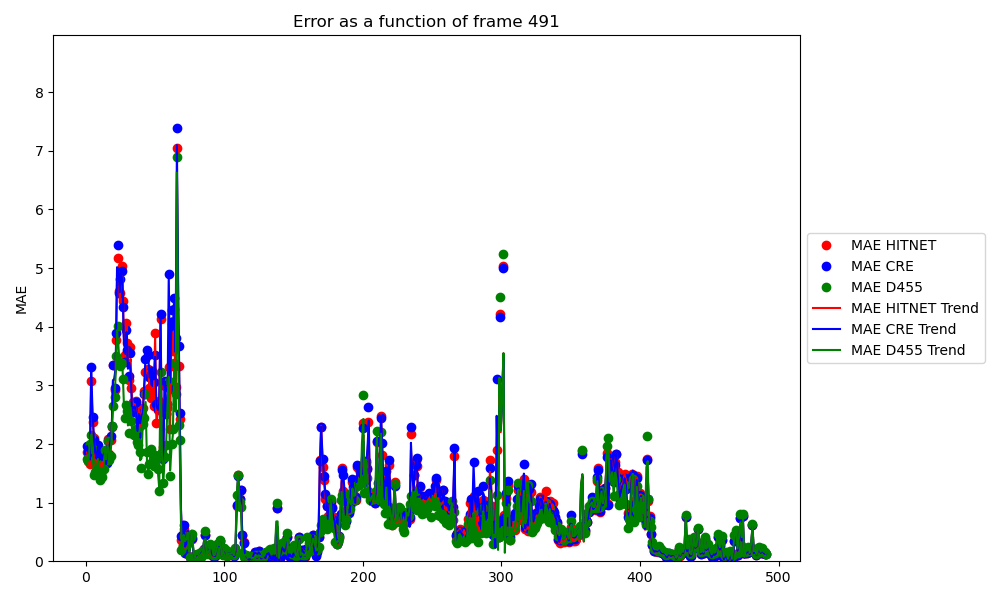 Error as a function of frame 491
MAE
8
7
6
5
4
3
2
1
0
0
100
200
300
400
500
MAE HITNET
MAE CRE
MAE D455
MAE HITNET Trend
MAE CRE Trend
MAE D455 Trend